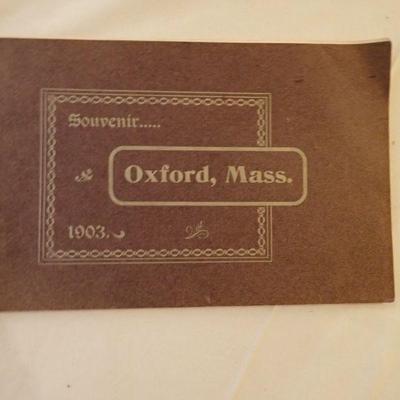 Souvenir.....
Oxford, Mass.
1903.